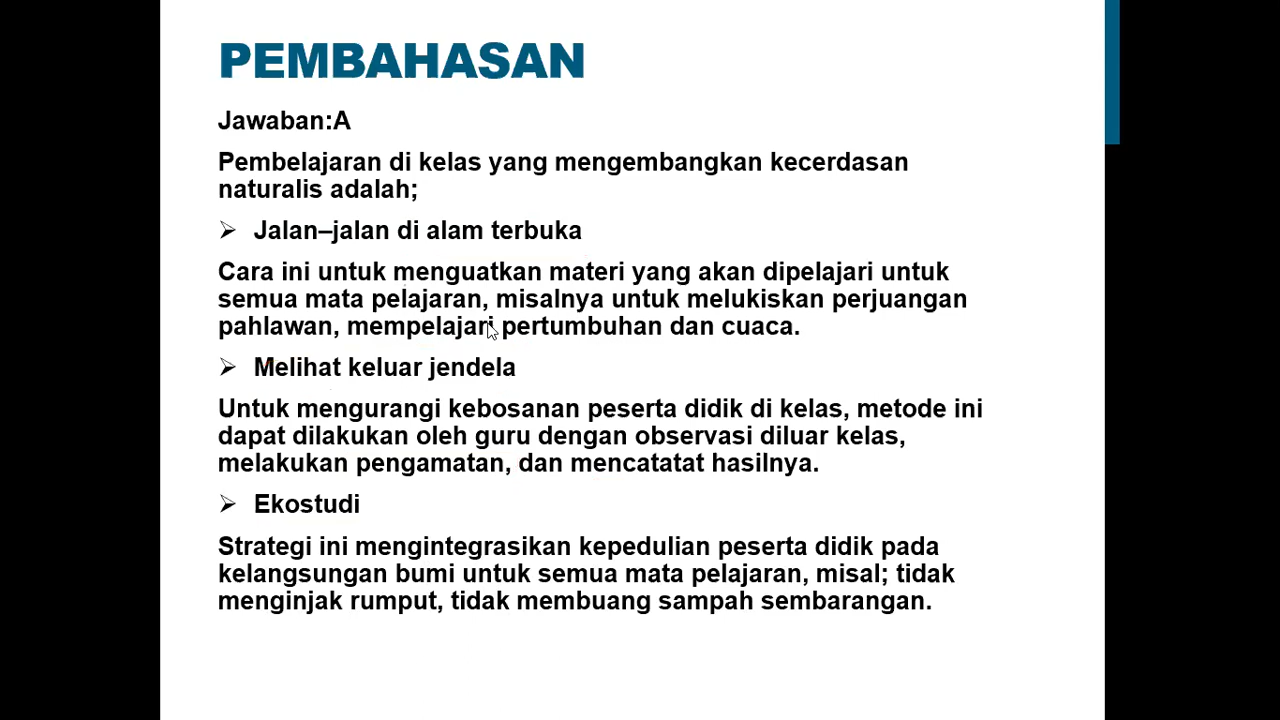 PEMBAHASAN
Jawaban:A
Pembelajaran di kelas yang mengembangkan kecerdasan
naturalis adalah;
Jalan–jalan di alam terbuka
Cara ini untuk menguatkan materi yang akan dipelajari untuk
semua mata pelajaran, misalnya untuk melukiskan perjuangan
pahlawan, mempelajari pertumbuhan dan cuaca.
Melihat keluar jendela
Untuk mengurangi kebosanan peserta didik di kelas, metode ini
dapat dilakukan oleh guru dengan observasi diluar kelas,
melakukan pengamatan, dan mencatatat hasilnya.
Ekostudi
Strategi ini mengintegrasikan kepedulian peserta didik pada
kelangsungan bumi untuk semua mata pelajaran, misal; tidak
menginjak rumput, tidak membuang sampah sembarangan.